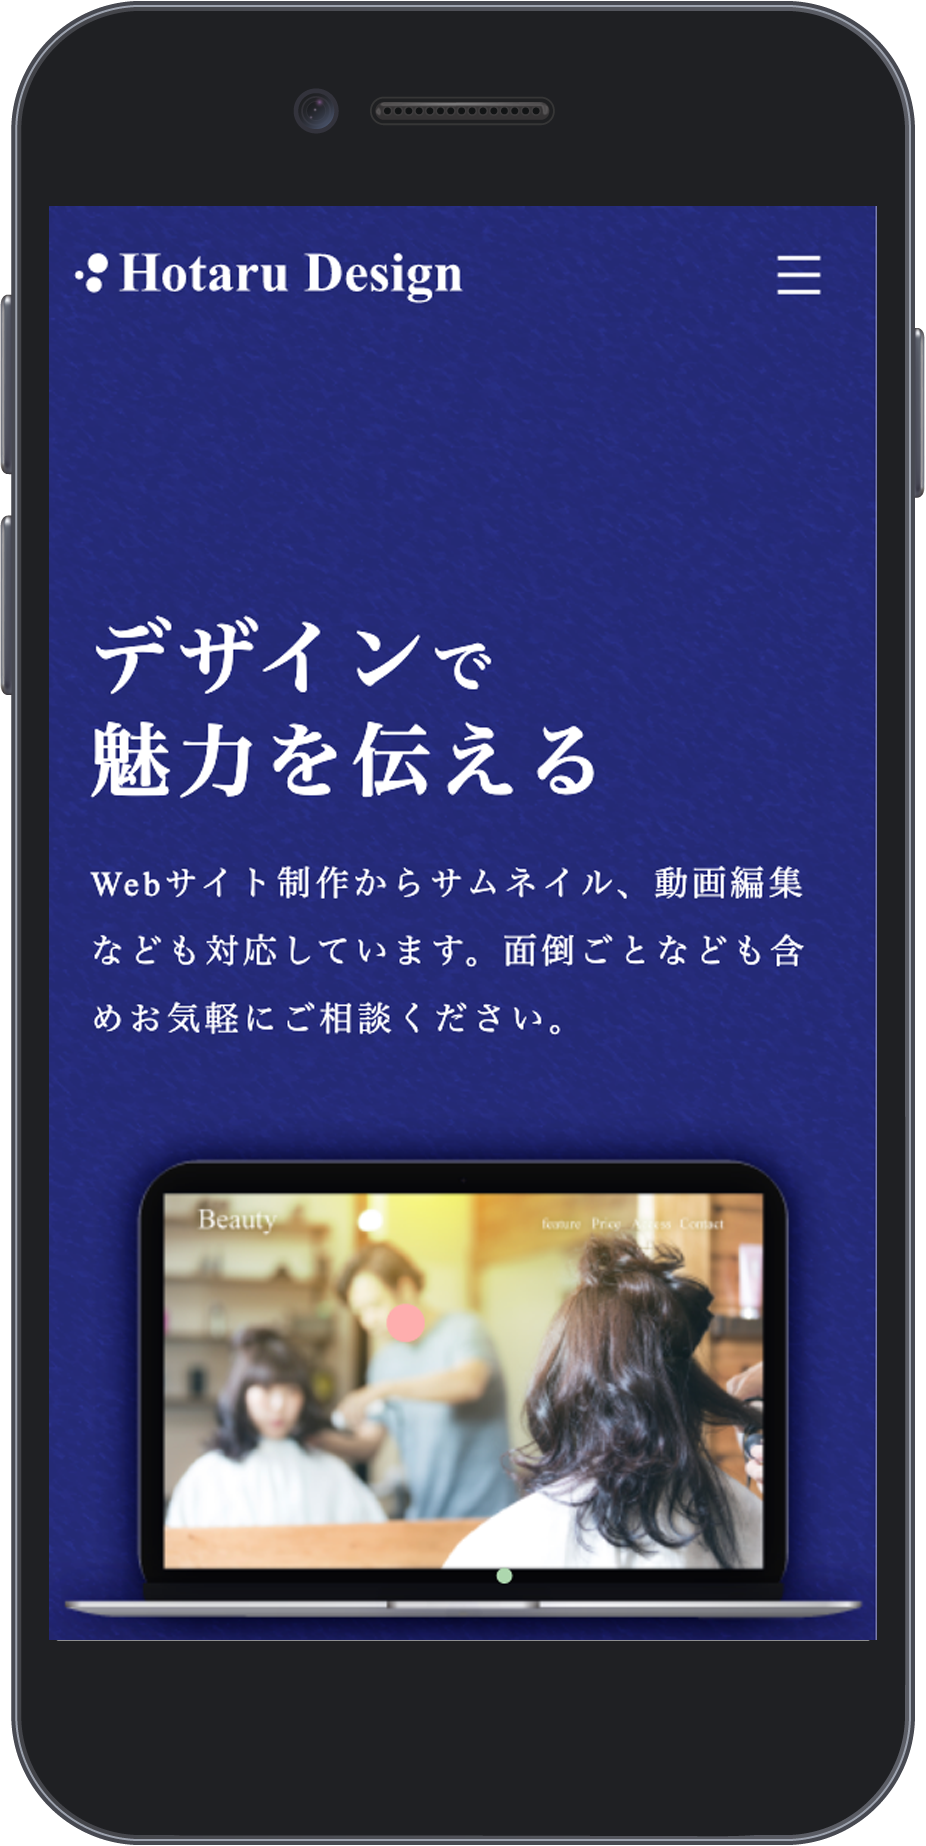 Hotaru Design
デザインで
魅力を伝える
Webサイト制作からサムネイル、動画編集
なども対応しています。面倒ごとなども含
めお気軽にご相談ください。
Beauty
feature Price Access Contact